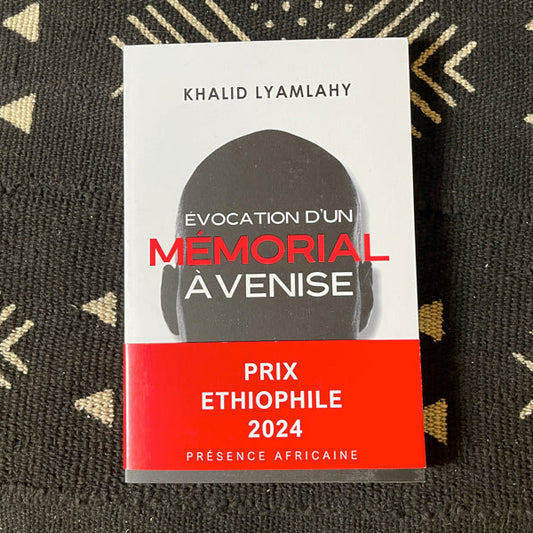 KHALID LYAMLAHY
ÉVOCATION D'UN
MÉMORIAL
À VENISE
PRIX
ETHIOPHILE
2024
PRÉSENCE AFRICAINE